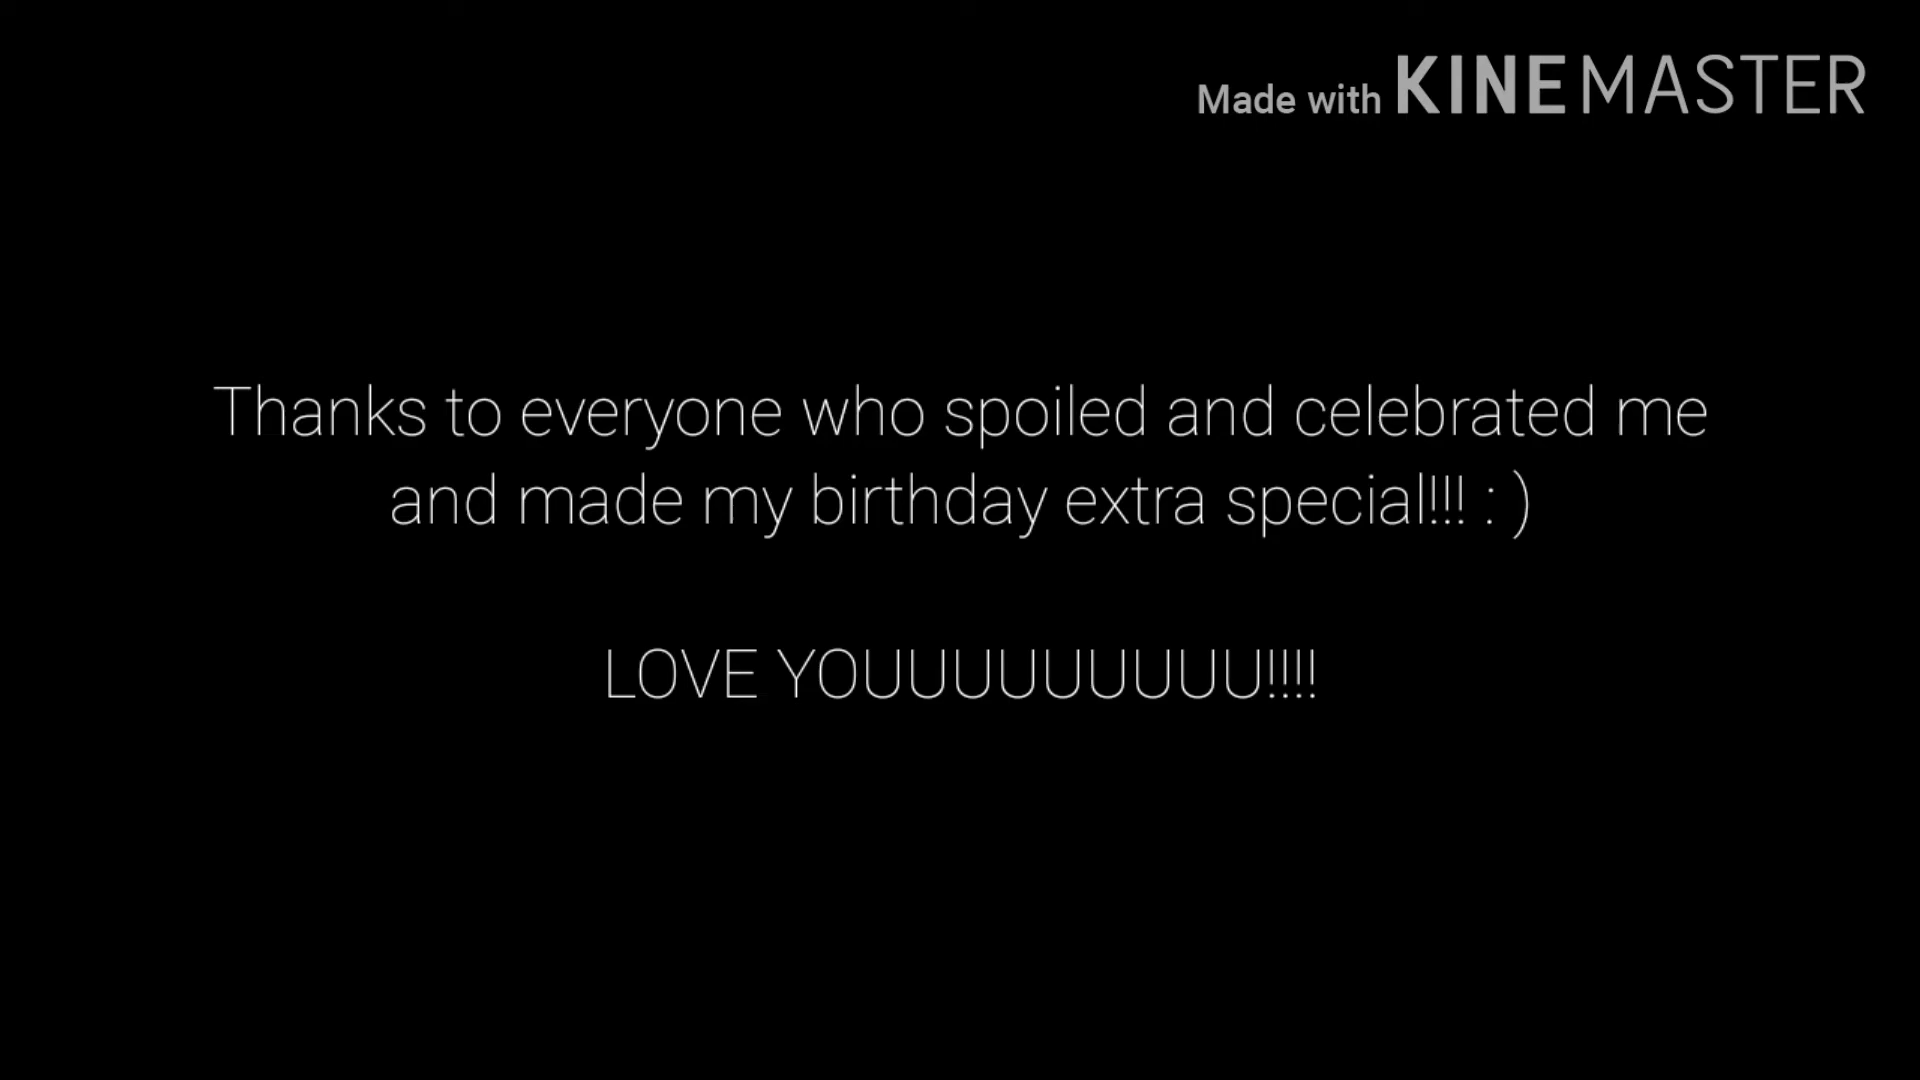 Made with KINEMASTER
Thanks to everyone who spoiled and celebrated me
and made my birthday extra special!!! : )
LOVE YOUUUUUUUUU!!!!